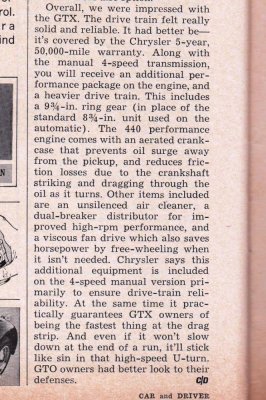 rol.
r a
ind
N
Overall, we were impressed with
the GTX. The drive train felt really
solid and reliable. It had better be—
it's covered by the Chrysler 5-year,
50,000-mile warranty. Along with
the manual 4-speed transmission,
you will receive an additional per-
formance package on the engine, and
a heavier drive train. This includes
a 9¾-in. ring gear (in place of the
standard 8¾-in. unit used on the
automatic). The 440 performance
engine comes with an aerated crank-
case that prevents oil surge away
from the pickup, and reduces fric-
tion losses due to the crankshaft
striking and dragging through the
oil as it turns. Other items included
are an unsilenced air cleaner, a
dual-breaker distributor for im-
proved high-rpm performance, and
a viscous fan drive which also saves
horsepower by free-wheeling when
it isn't needed. Chrysler says this
additional equipment is included
on the 4-speed manual version pri-
marily to ensure drive-train reli-
ability. At the same time it prac-
tically guarantees GTX owners of
being the fastest thing at the drag
strip. And even if it won't slow
down at the end of a run, it'll stick
like sin in that high-speed U-turn.
GTO owners had better look to their
defenses. C/D
CAR and DRIVER